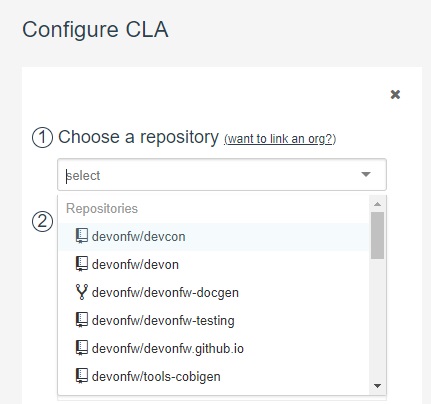 Configure CLA
① Choose a repository (want to link an org?)
select
②
Repositories
devonfw/devcon
devonfw/devon
devonfw/devonfw-docgen
devonfw/devonfw-testing
devonfw/devonfw.github.io
devonfw/tools-cobigen